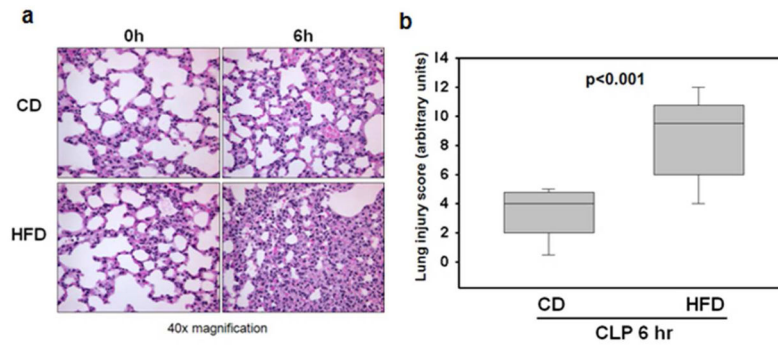 a
0h 6h
CD
HFD
40x magnification
b
Lung injury score (arbitrary units)
14
12
10
8
6
4
2
0
p<0.001
CD HFD
CLP 6 hr